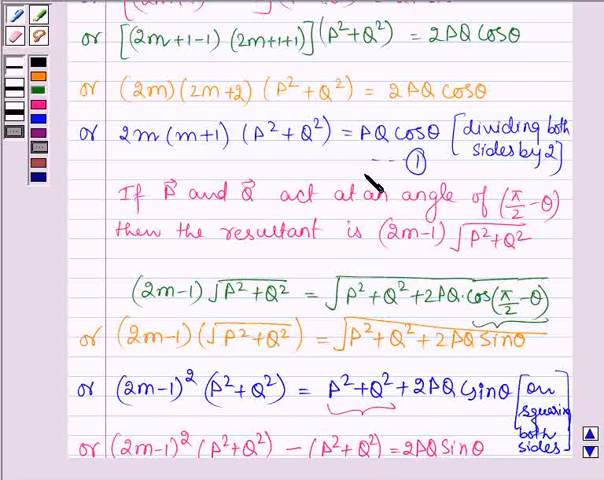 or [(2m+1-1) (2m+1+1)] (P²+Q²) = 2PQ cosθ
or (2m) (2m+2) (P²+Q²) = 2PQ cosθ
or 2m (m+1) (P²+Q²) = PQ cosθ [dividing both sides by 2]
--- ①
If P⃗ and Q⃗ act at an angle of (π/2 - θ)
then the resultant is (2m-1) √(P²+Q²)
(2m-1) √(P²+Q²) = √(P²+Q²+2PQ.cos(π/2 - θ))
or (2m-1) (√(P²+Q²)) = √(P²+Q²+2PQ sinθ)
or (2m-1)² (P²+Q²) = P²+Q²+2PQ sinθ [on squaring both sides]
or (2m-1)² (P²+Q²) - (P²+Q²) = 2PQ sinθ